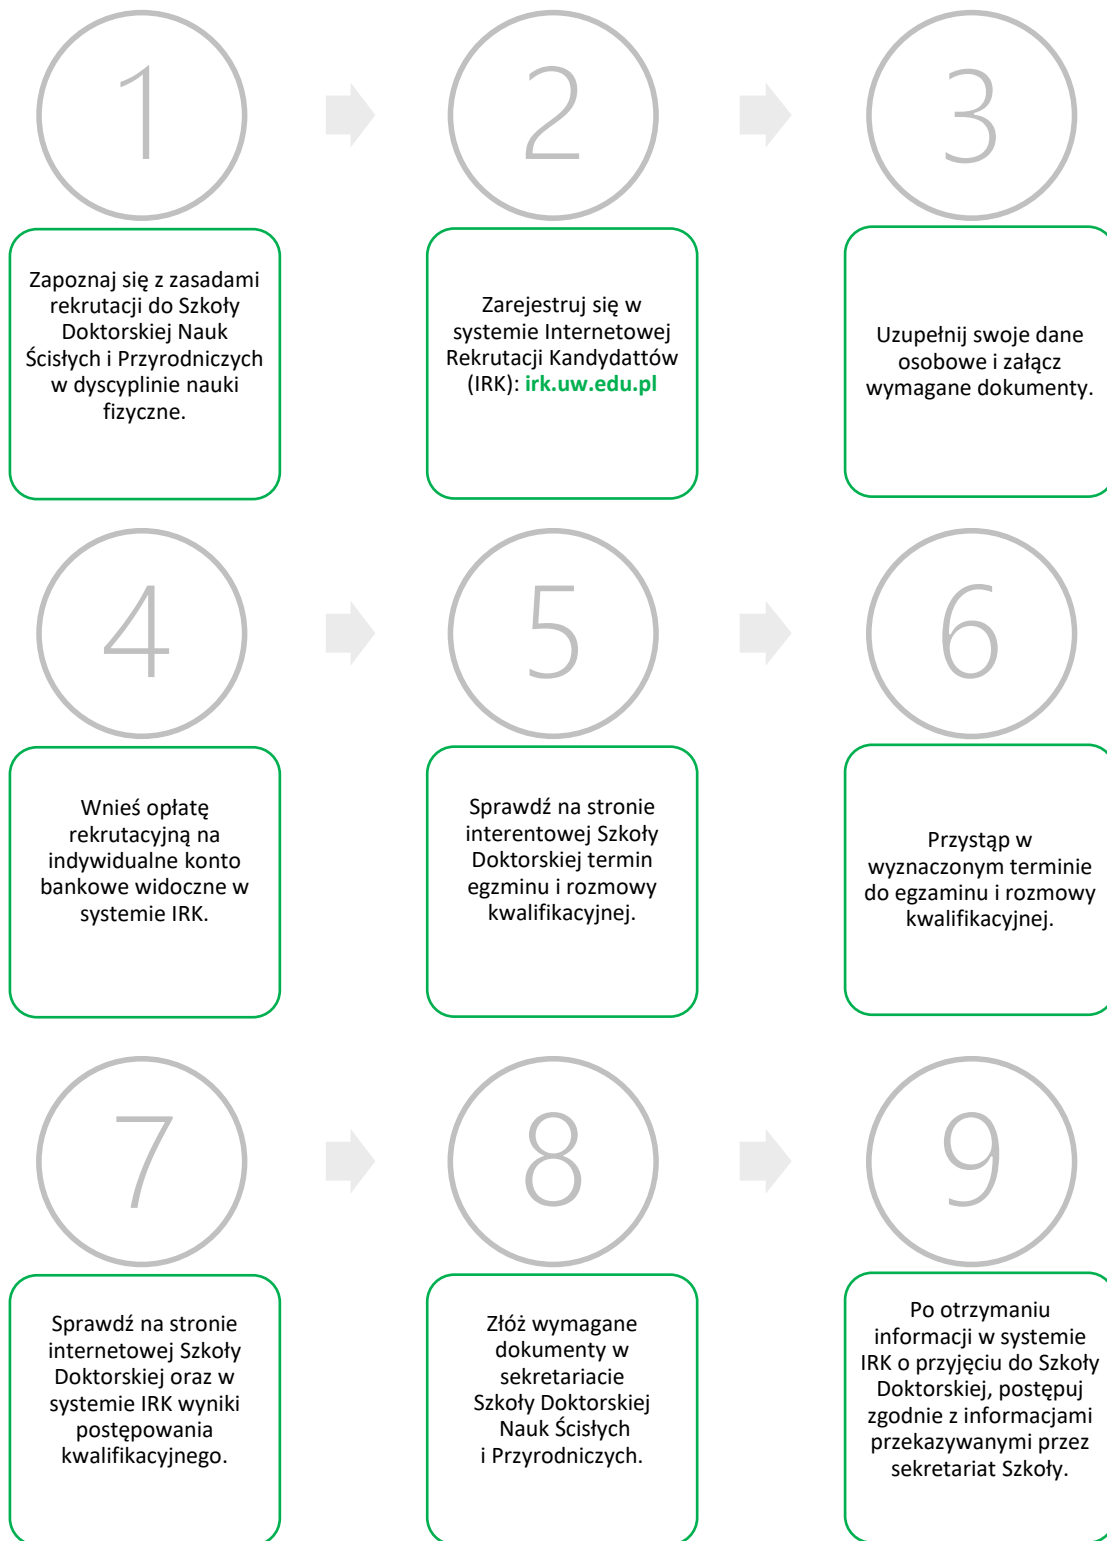 1
2
3
Zapoznaj się z zasadami
rekrutacji do Szkoły
Doktorskiej Nauk
Ścisłych i Przyrodniczych
w dyscyplinie nauki
fizyczne.
Zarejestruj się w
systemie Internetowej
Rekrutacji Kandydattów
(IRK): irk.uw.edu.pl
Uzupełnij swoje dane
osobowe i załącz
wymagane dokumenty.
4
5
6
Wnieś opłatę
rekrutacyjną na
indywidualne konto
bankowe widoczne w
systemie IRK.
Sprawdź na stronie
interentowej Szkoły
Doktorskiej termin
egzminu i rozmowy
kwalifikacyjnej.
Przystąp w
wyznaczonym terminie
do egzaminu i rozmowy
kwalifikacyjnej.
7
8
9
Sprawdź na stronie
internetowej Szkoły
Doktorskiej oraz w
systemie IRK wyniki
postępowania
kwalifikacyjnego.
Złóż wymagane
dokumenty w
sekretariacie
Szkoły Doktorskiej
Nauk Ścisłych
i Przyrodniczych.
Po otrzymaniu
informacji w systemie
IRK o przyjęciu do Szkoły
Doktorskiej, postępuj
zgodnie z informacjami
przekazywanymi przez
sekretariat Szkoły.